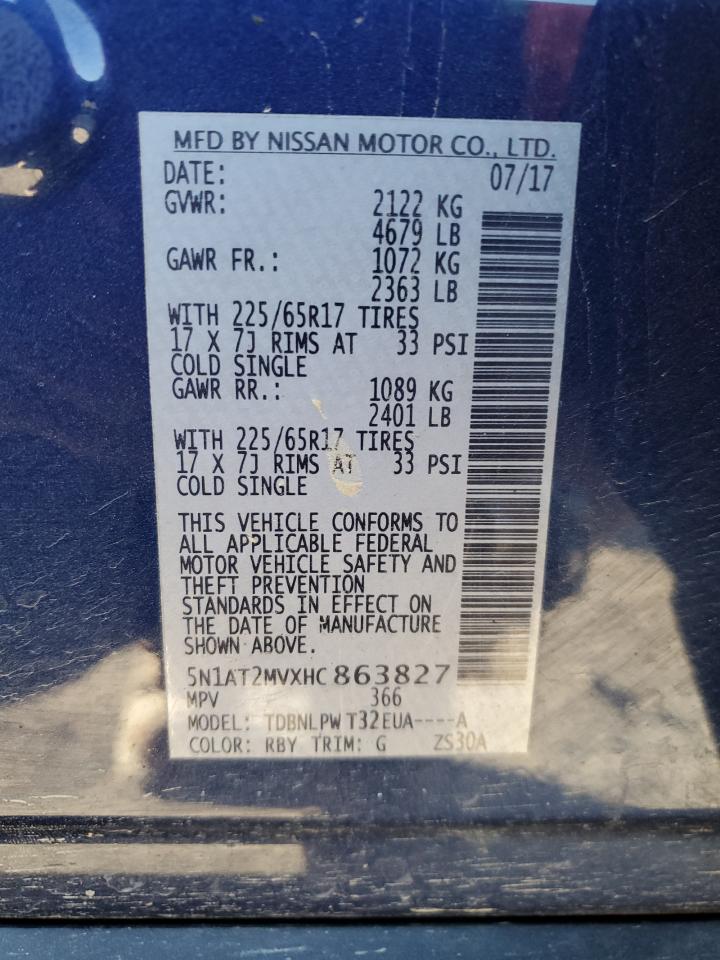 MFD BY NISSAN MOTOR CO., LTD.
DATE: 07/17
GVWR: 2122 KG
4679 LB
GAWR FR.: 1072 KG
2363 LB
WITH 225/65R17 TIRES
17 X 7J RIMS AT 33 PSI
COLD SINGLE
GAWR RR.: 1089 KG
2401 LB
WITH 225/65R17 TIRES
17 X 7J RIMS AT 33 PSI
COLD SINGLE
THIS VEHICLE CONFORMS TO
ALL APPLICABLE FEDERAL
MOTOR VEHICLE SAFETY AND
THEFT PREVENTION
STANDARDS IN EFFECT ON
THE DATE OF MANUFACTURE
SHOWN ABOVE.
5N1AT2MVXHC863827
MPV 366
MODEL: TDBNLPW T32EUA----A
COLOR: RBY TRIM: G ZS30A